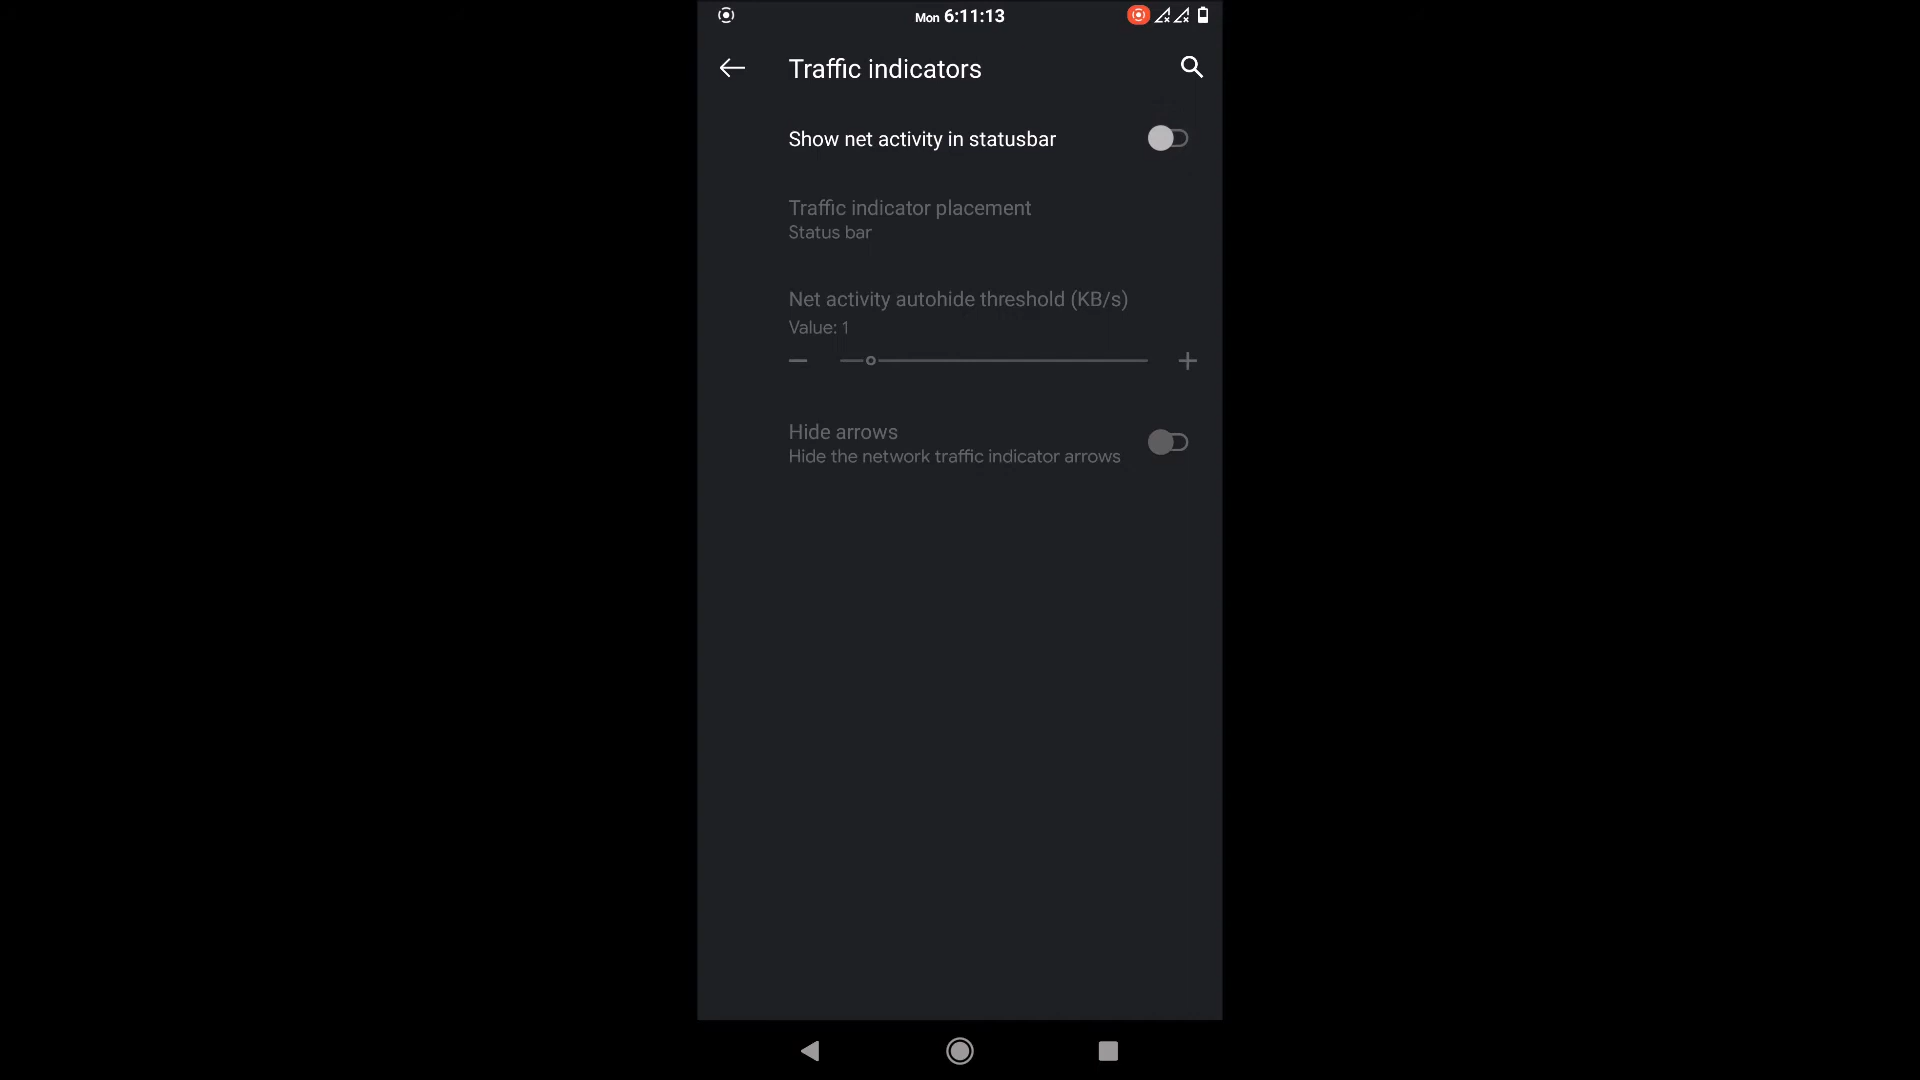 Mon 6:11:13
Traffic indicators
Show net activity in statusbar
Traffic indicator placement
Status bar
Net activity autohide threshold (KB/s)
Value: 1
Hide arrows
Hide the network traffic indicator arrows